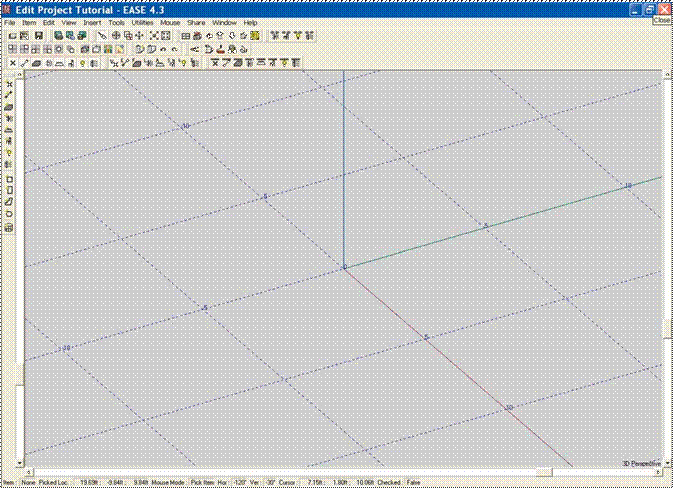 Edit Project Tutorial - EASE 4.3
Close
File Item Edit View Insert Tools Utilities Mouse Share Window Help
-10
-5
10
5
0
-5
5
-10
10
3D Perspective
Item : None Picked Loc. : 19.69ft ; -9.84ft ; 9.84ft Mouse Mode : Pick Item Hor : -120° Ver : -30° Cursor : 7.15ft ; 1.80ft ; 10.06ft Checked : False